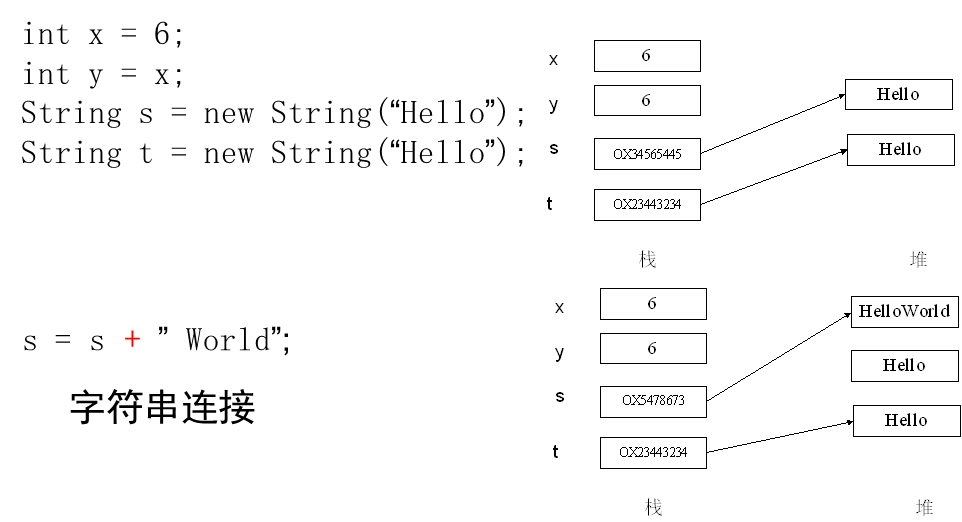 int x = 6;
int y = x;
String s = new String(“Hello”);
String t = new String(“Hello”);
x 6
y 6
s OX34565445 Hello
t OX23443234 Hello
栈 堆
s = s + ” World”;
字符串连接
x 6 HelloWorld
y 6 Hello
s OX5478673 Hello
t OX23443234
栈 堆